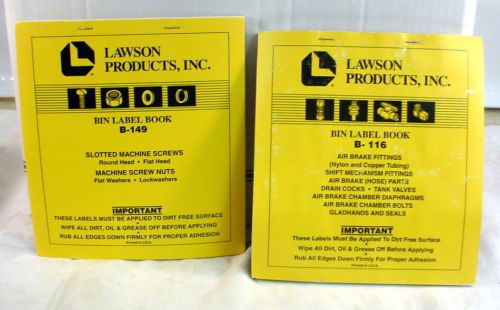 LAWSON
PRODUCTS, INC.
BIN LABEL BOOK
B-149
SLOTTED MACHINE SCREWS
Round Head • Flat Head
MACHINE SCREW NUTS
Flat Washers • Lockwashers
IMPORTANT
THESE LABELS MUST BE APPLIED TO DIRT FREE SURFACE
•
WIPE ALL DIRT, OIL & GREASE OFF BEFORE APPLYING
•
RUB ALL EDGES DOWN FIRMLY FOR PROPER ADHESION
Printed in U.S.A.
LAWSON
PRODUCTS, INC.
BIN LABEL BOOK
B- 116
AIR BRAKE FITTINGS
(Nylon and Copper Tubing)
SHIFT MECHANISM FITTINGS
AIR BRAKE (HOSE) PARTS
DRAIN COCKS • TANK VALVES
AIR BRAKE CHAMBER DIAPHRAGMS
AIR BRAKE CHAMBER BOLTS
GLADHANDS AND SEALS
IMPORTANT
These Labels Must Be Applied To Dirt Free Surface
•
Wipe All Dirt, Oil & Grease Off Before Applying
•
Rub All Edges Down Firmly For Proper Adhesion
Printed in U.S.A.